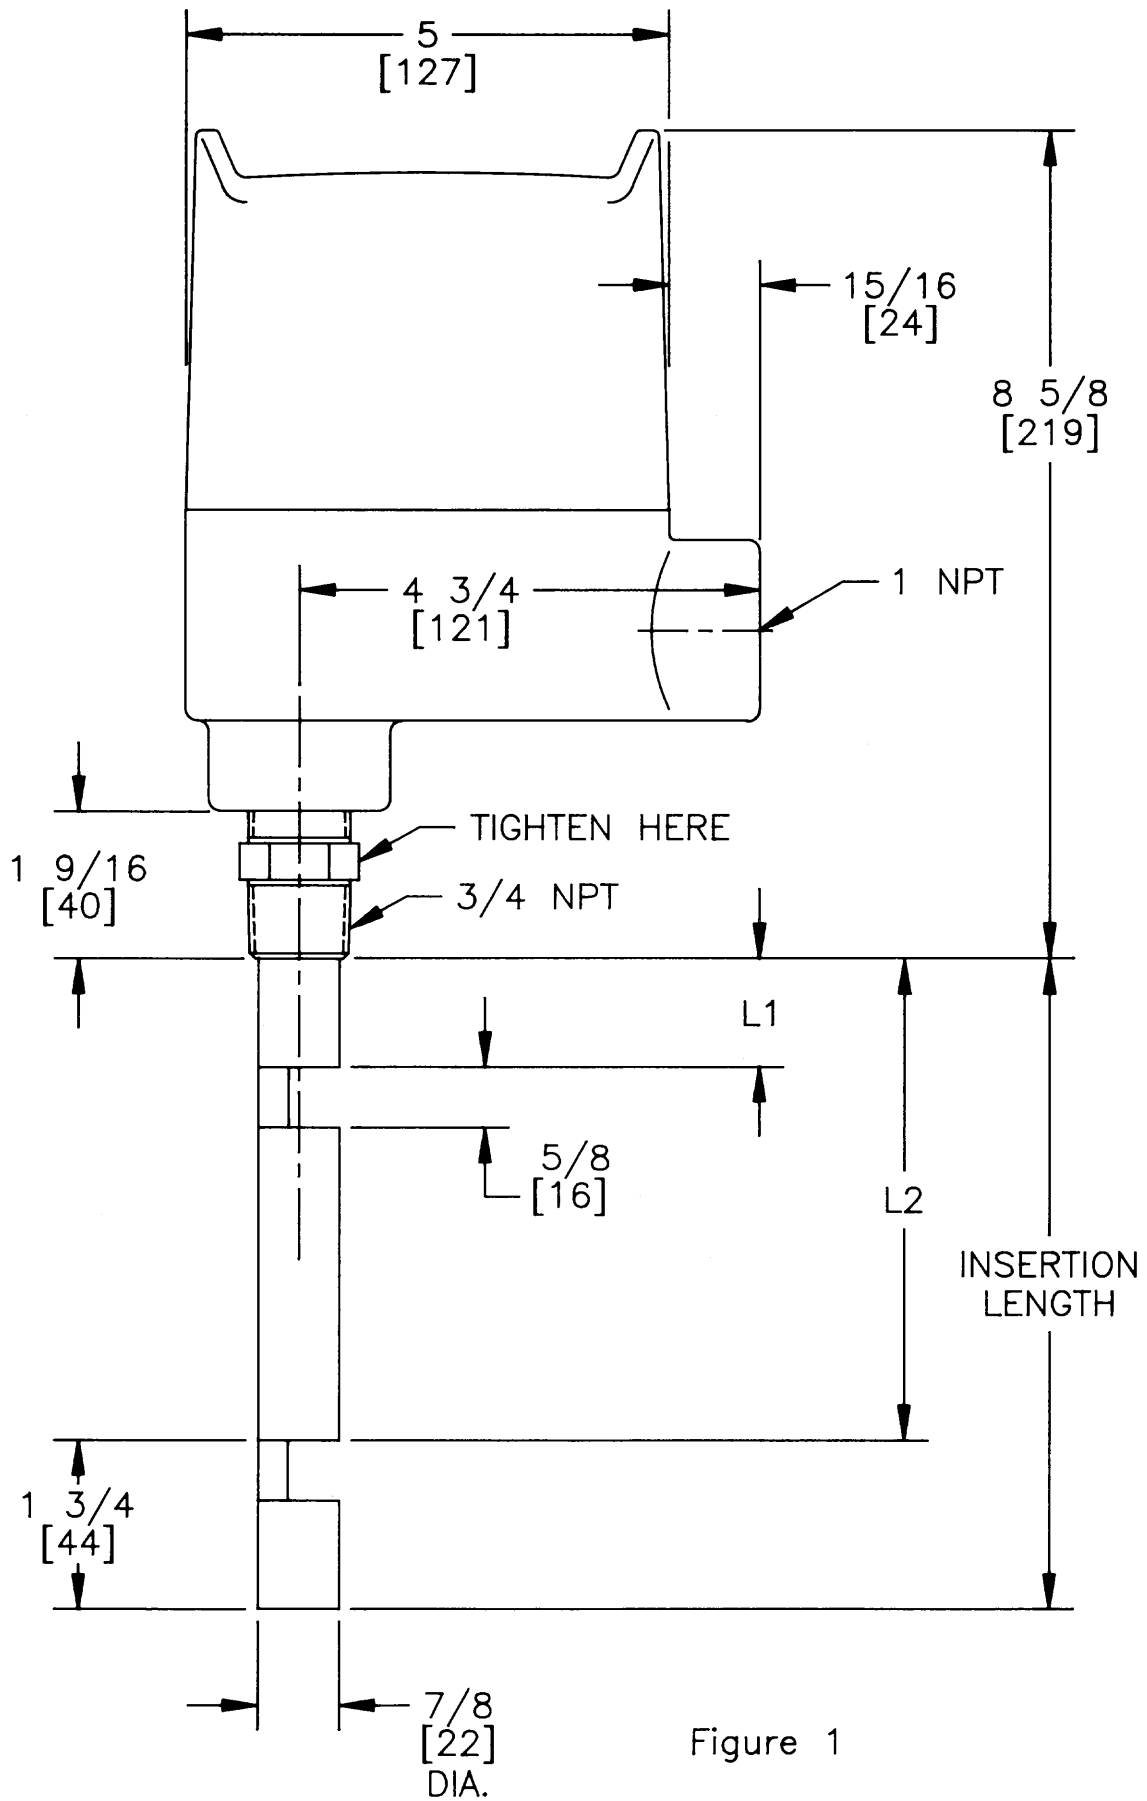 5
[127]
15/16
[24]
8 5/8
[219]
4 3/4
[121]
1 NPT
TIGHTEN HERE
1 9/16
[40]
3/4 NPT
L1
5/8
[16]
L2
INSERTION
LENGTH
1 3/4
[44]
7/8
[22]
DIA.
Figure 1